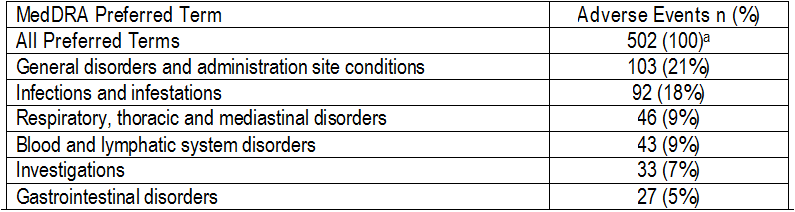 MedDRA Preferred Term Adverse Events n (%)
All Preferred Terms 502 (100)ᵃ
General disorders and administration site conditions 103 (21%)
Infections and infestations 92 (18%)
Respiratory, thoracic and mediastinal disorders 46 (9%)
Blood and lymphatic system disorders 43 (9%)
Investigations 33 (7%)
Gastrointestinal disorders 27 (5%)